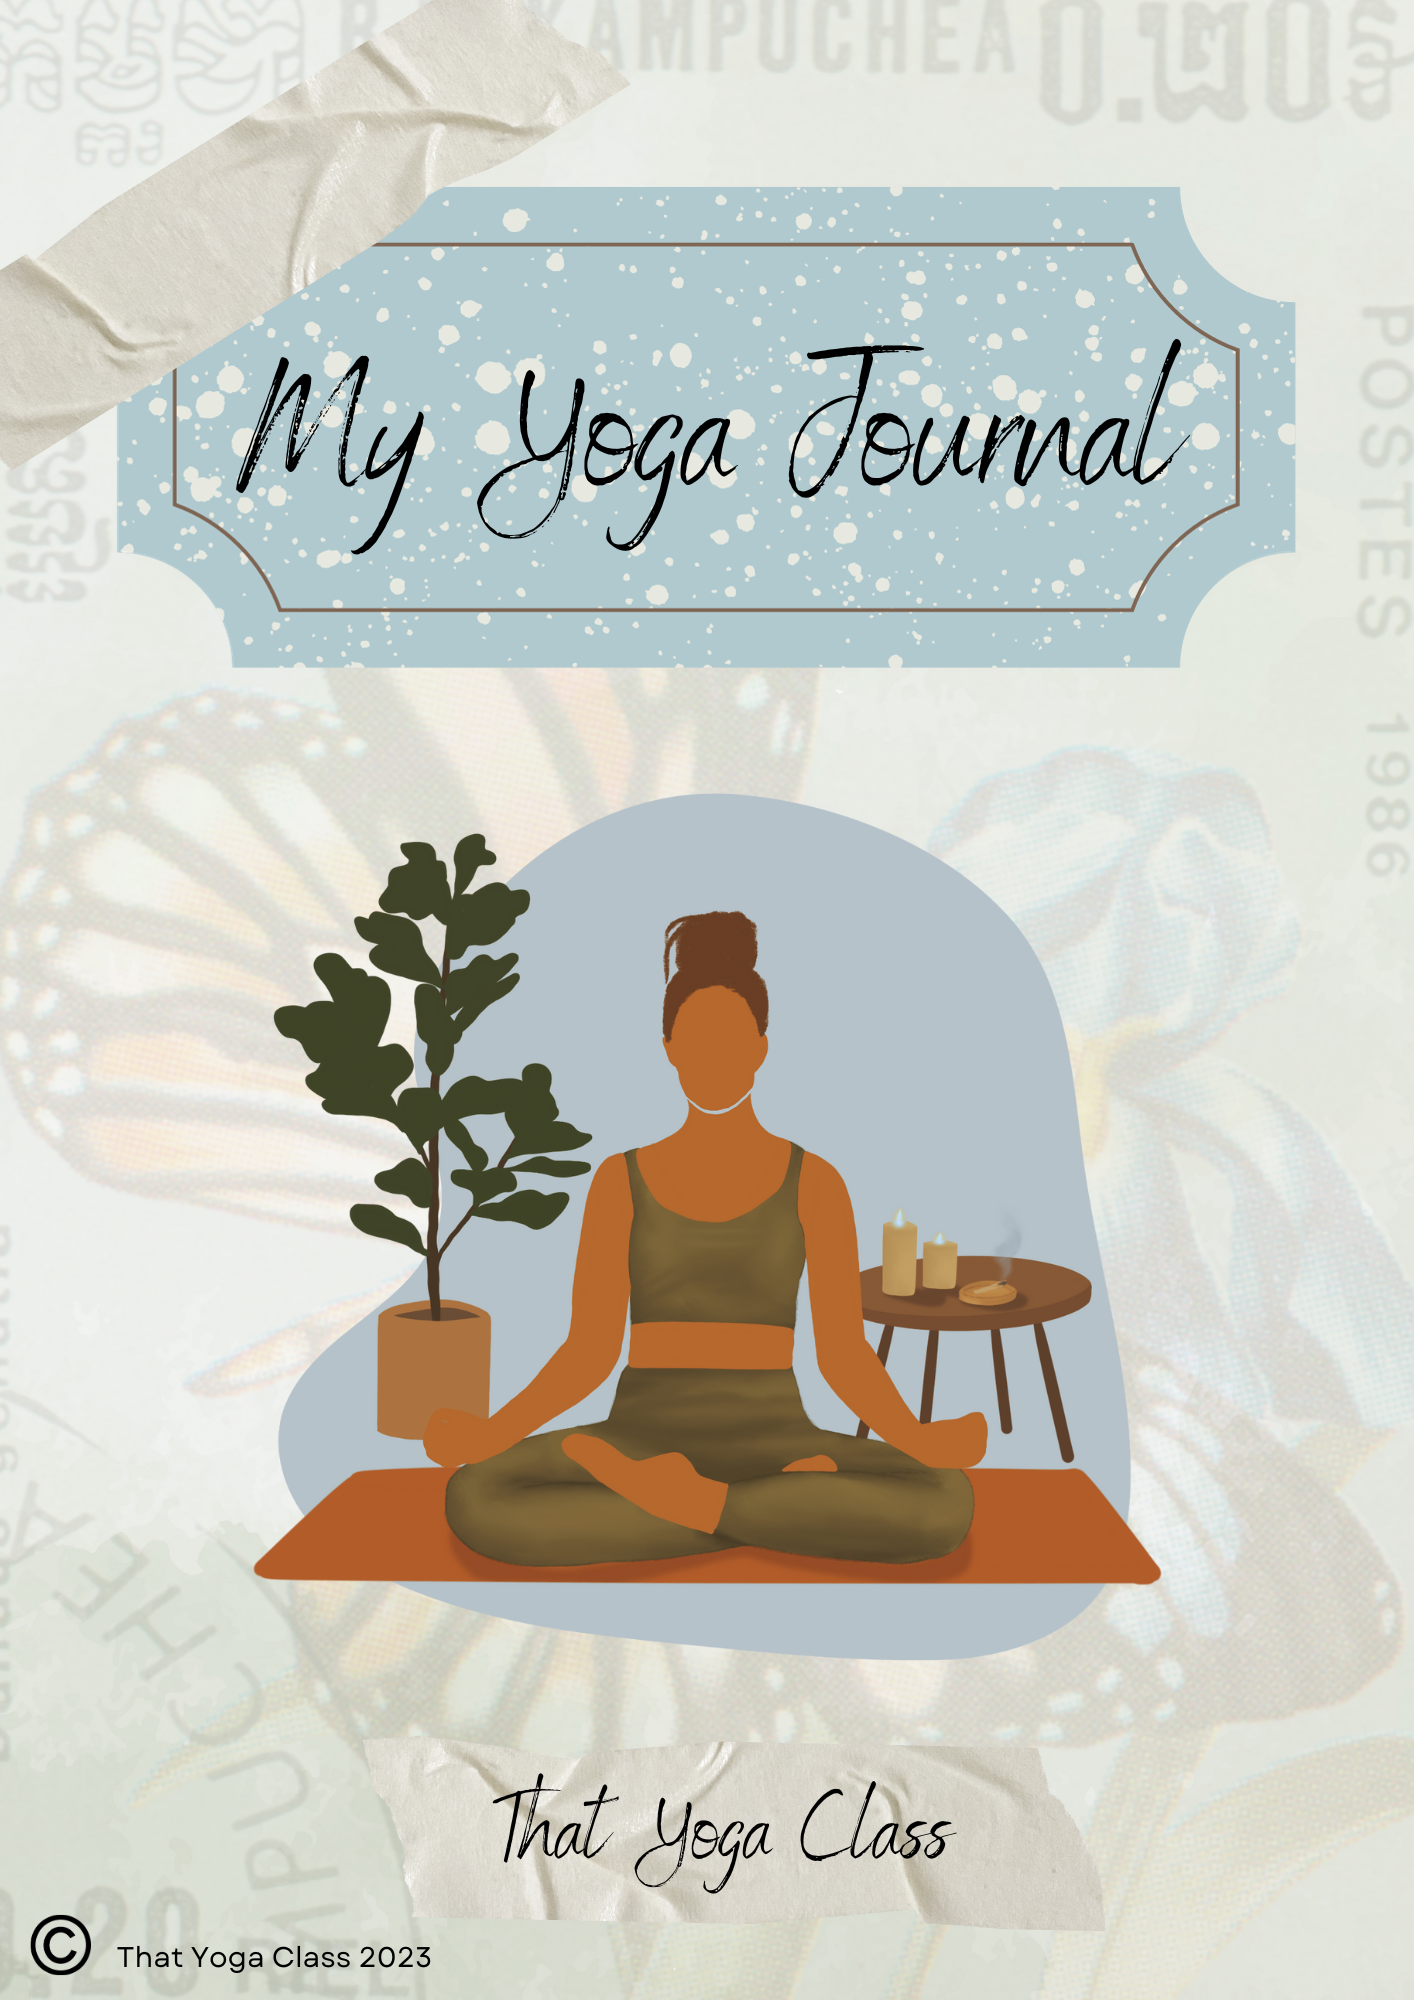 KAMPUCHEA
POSTES 1986
My Yoga Journal
That Yoga Class
© That Yoga Class 2023